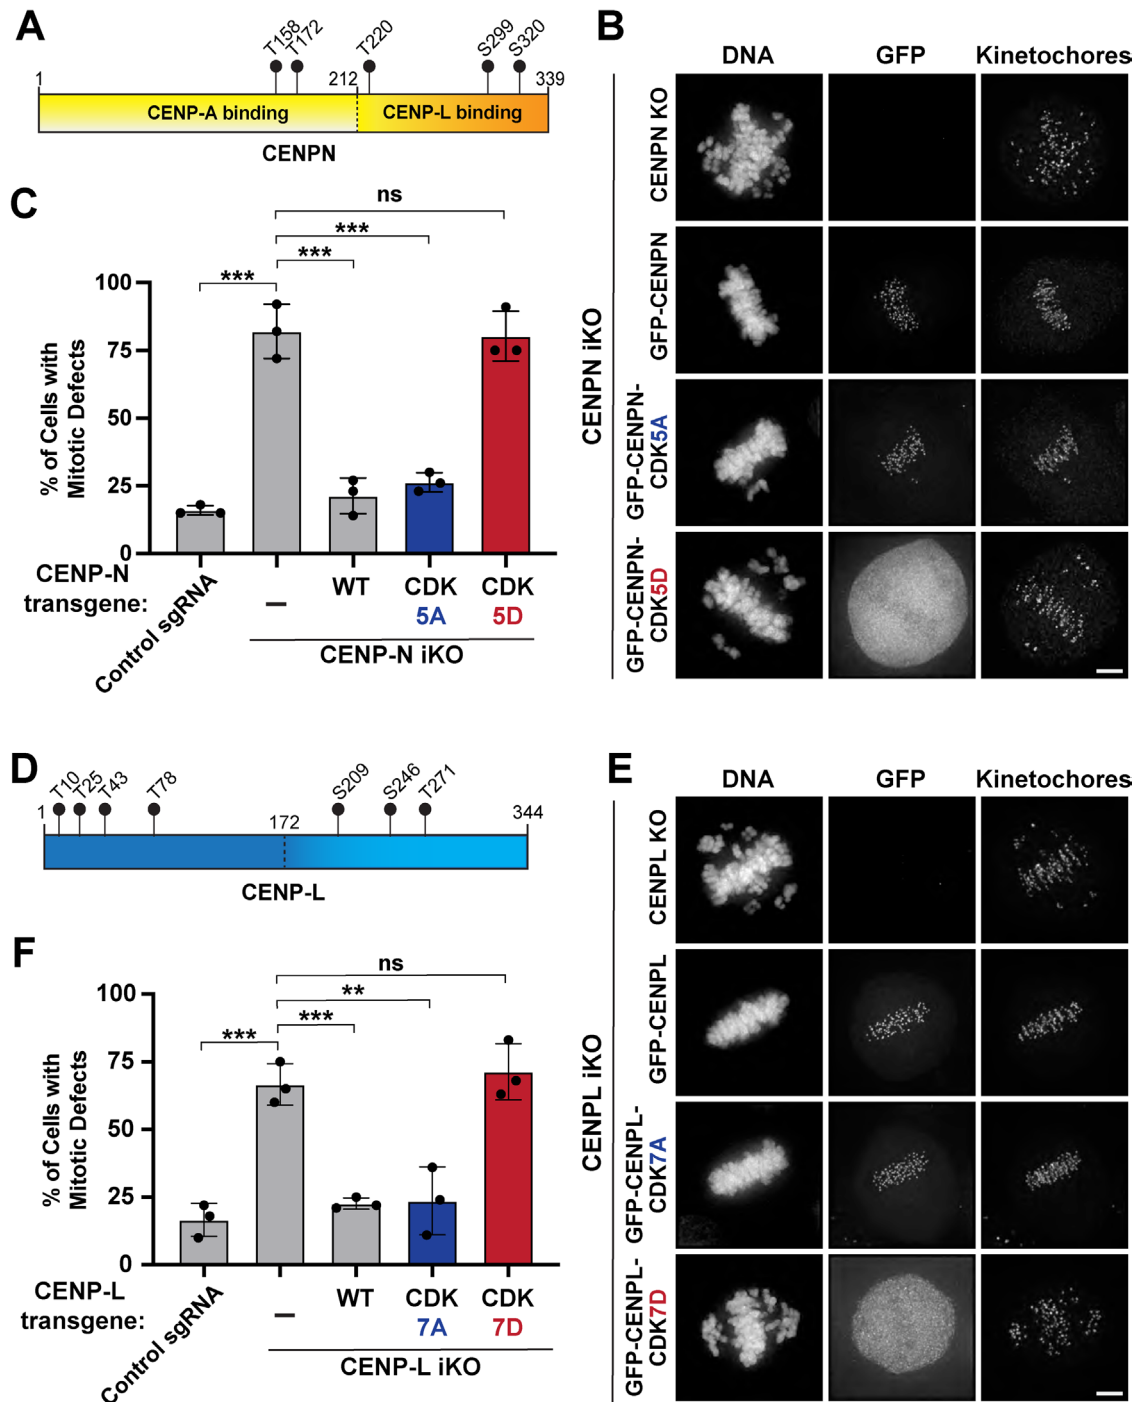 A
T158
T172
T220
S299
S320
1
212
339
CENP-A binding
CENP-L binding
CENPN
B
DNA
GFP
Kinetochores
CENPN iKO
CENPN KO
GFP-CENPN
GFP-CENPN-
CDK5A
GFP-CENPN-
CDK5D
C
ns
***
***
***
% of Cells with
Mitotic Defects
100
75
50
25
0
CENP-N
transgene:
Control sgRNA
–
WT
CDK
5A
CDK
5D
CENP-N iKO
D
T10
T25
T43
T78
S209
S246
T271
1
172
344
CENP-L
E
DNA
GFP
Kinetochores
CENPL iKO
CENPL KO
GFP-CENPL
GFP-CENPL-
CDK7A
GFP-CENPL-
CDK7D
F
ns
**
***
***
% of Cells with
Mitotic Defects
100
75
50
25
0
CENP-L
transgene:
Control sgRNA
–
WT
CDK
7A
CDK
7D
CENP-L iKO